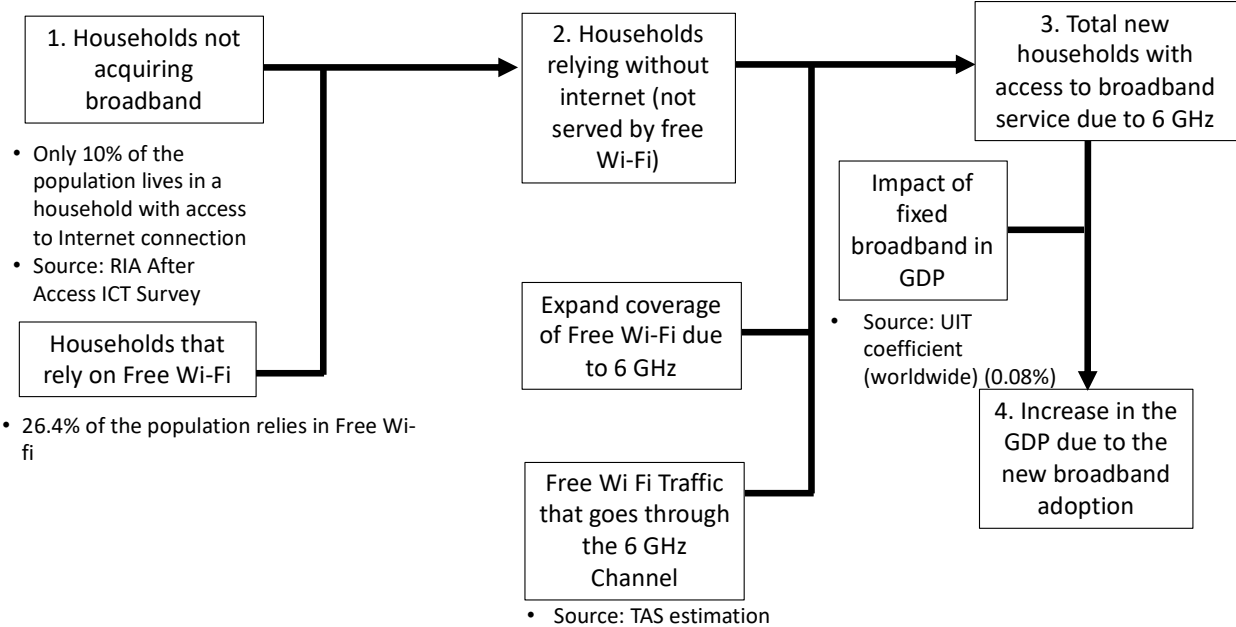 1. Households not
acquiring
broadband
• Only 10% of the
population lives in a
household with access
to Internet connection
• Source: RIA After
Access ICT Survey
Households that
rely on Free Wi-Fi
• 26.4% of the population relies in Free Wi-
fi
2. Households
relying without
internet (not
served by free
Wi-Fi)
Expand coverage
of Free Wi-Fi due
to 6 GHz
Free Wi Fi Traffic
that goes through
the 6 GHz
Channel
• Source: TAS estimation
3. Total new
households with
access to broadband
service due to 6 GHz
Impact of
fixed
broadband in
GDP
• Source: UIT
coefficient
(worldwide) (0.08%)
4. Increase in the
GDP due to the
new broadband
adoption